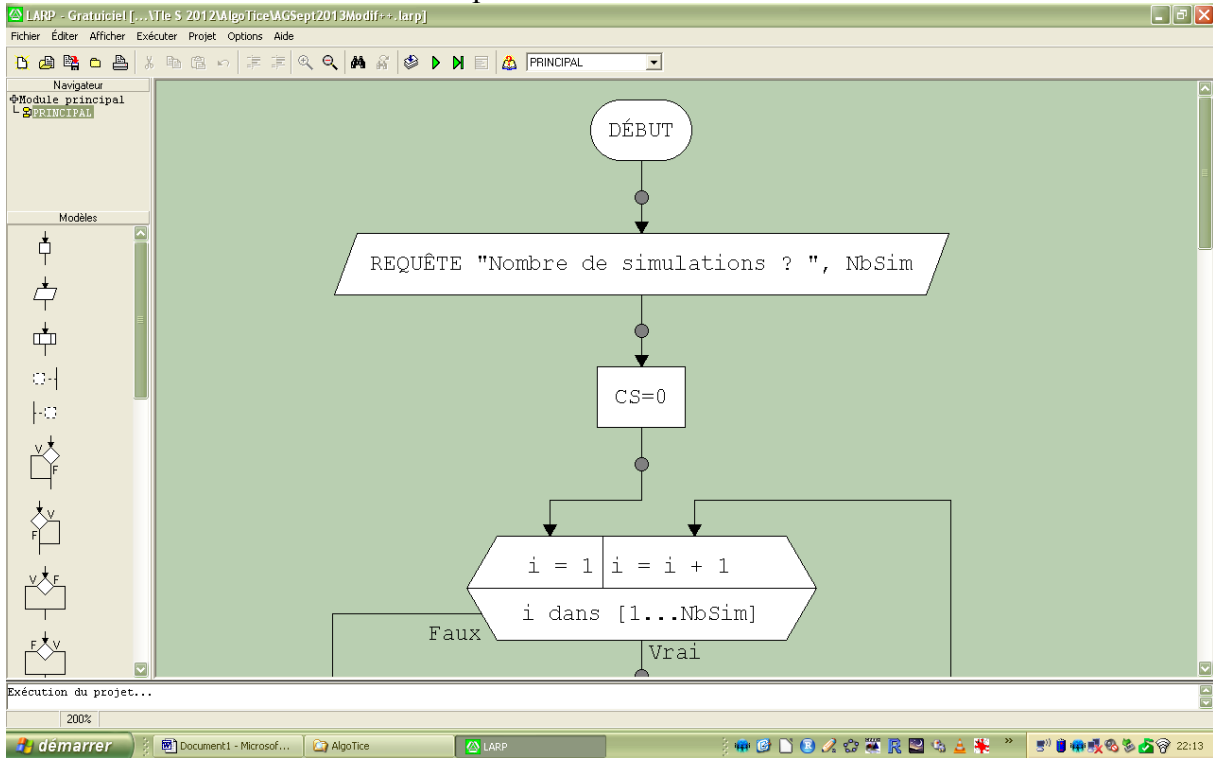 LARP - Gratuiciel [...\Tle S 2012\AlgoTice\AGSept2013Modif++.larp]
Fichier Éditer Afficher Exécuter Projet Options Aide
PRINCIPAL
Navigateur
Module principal
PRINCIPAL
Modèles
V
F
V
F
V F
F V
DÉBUT
REQUÊTE "Nombre de simulations ? ", NbSim
CS=0
i = 1 i = i + 1
i dans [1...NbSim]
Faux
Vrai
Exécution du projet...
200%
démarrer Document1 - Microsof... AlgoTice LARP 22:13